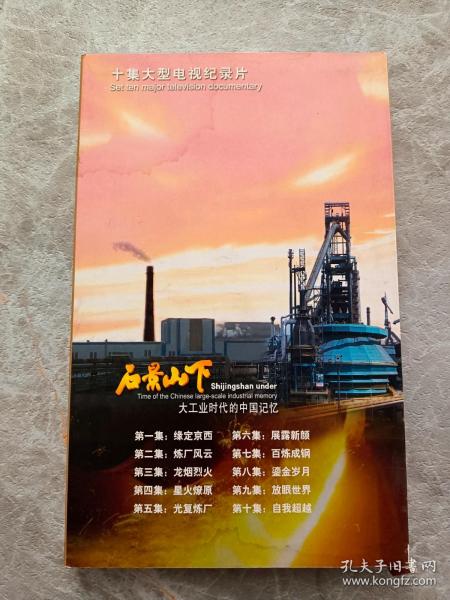 十集大型电视纪录片
Set ten major television documentary
石景山下
Shijingshan under
Time of the Chinese large-scale industrial memory
大工业时代的中国记忆
第一集：缘定京西
第二集：炼厂风云
第三集：龙烟烈火
第四集：星火燎原
第五集：光复炼厂
第六集：展露新颜
第七集：百炼成钢
第八集：鎏金岁月
第九集：放眼世界
第十集：自我超越
孔夫子旧书网
www.kongfz.com